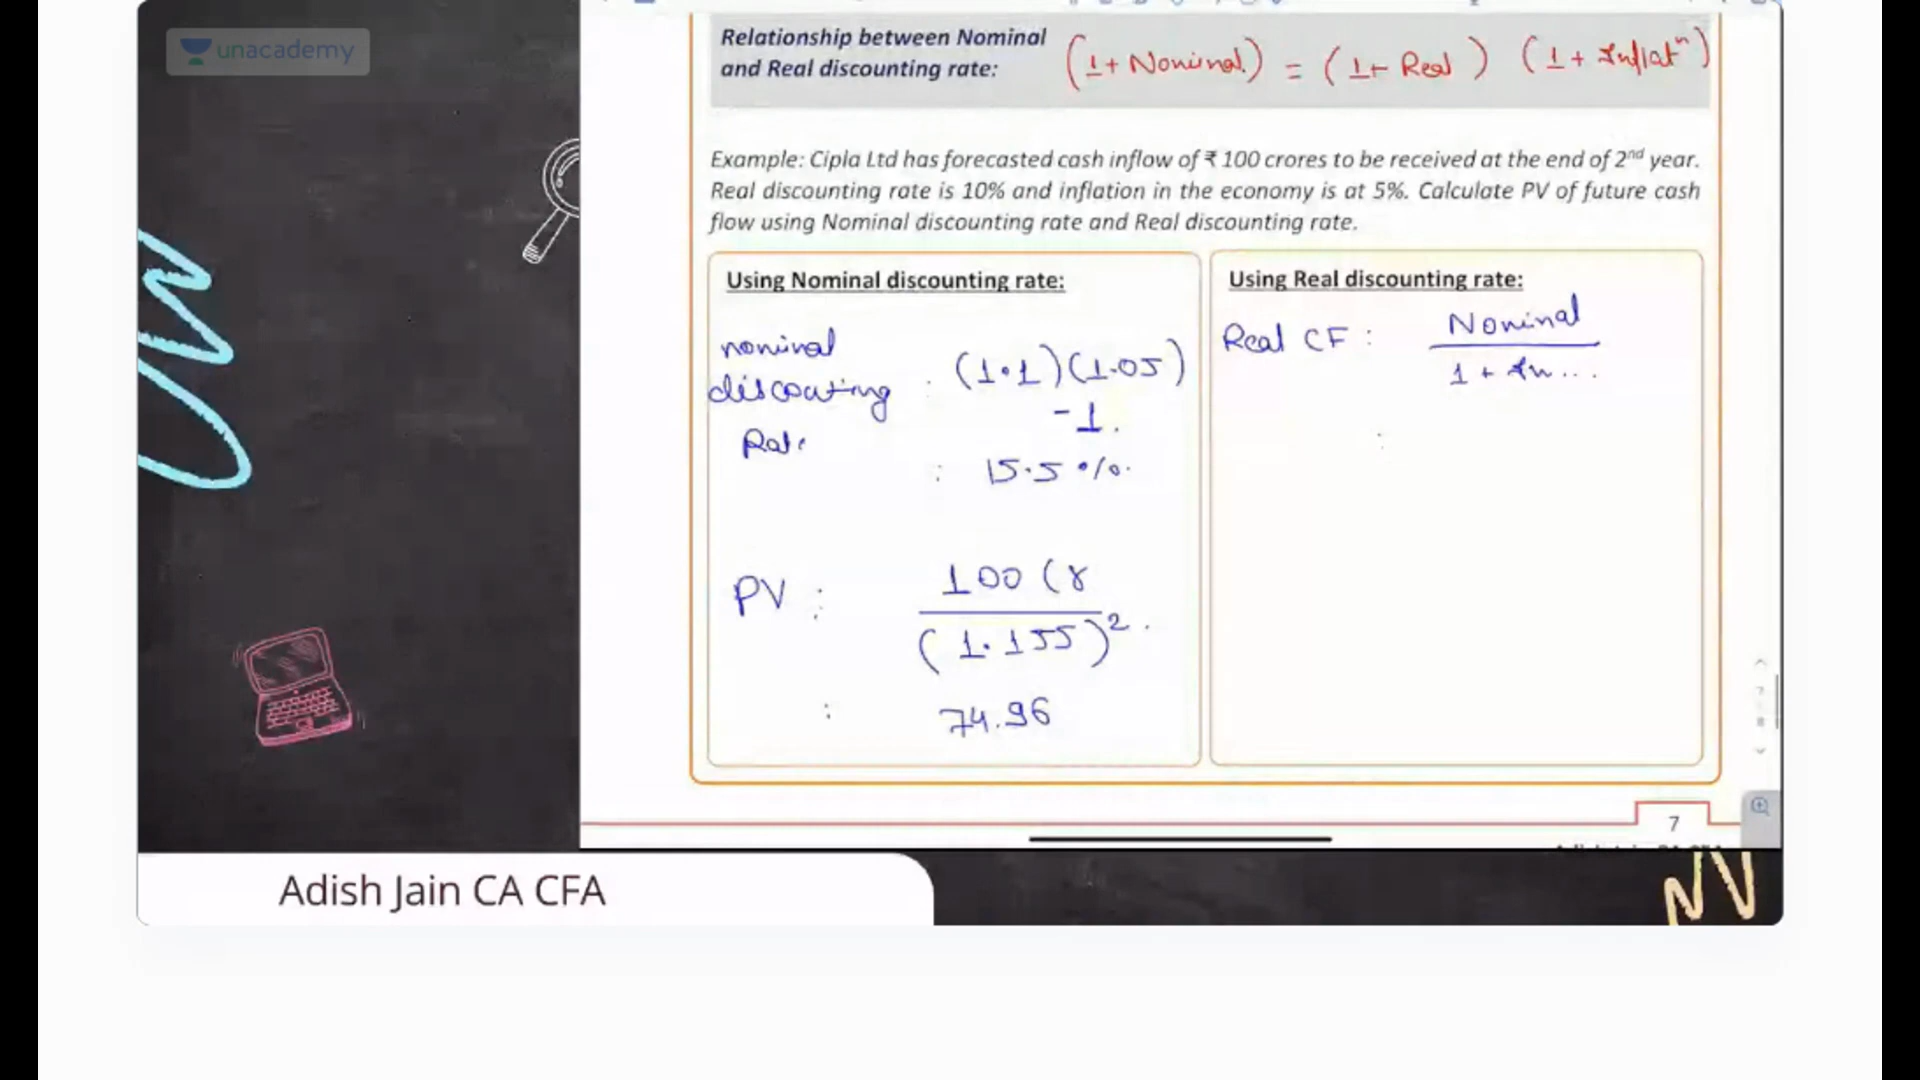 unacademy
Relationship between Nominal
and Real discounting rate:
(1+ Nominal.) = (1+ Real) (1+ Inflatⁿ)
Example: Cipla Ltd has forecasted cash inflow of ₹ 100 crores to be received at the end of 2nd year.
Real discounting rate is 10% and inflation in the economy is at 5%. Calculate PV of future cash
flow using Nominal discounting rate and Real discounting rate.
Using Nominal discounting rate:
nominal
discouting : (1.1)(1.05)
-1.
Rate
: 15.5 %.
PV : 100 Cr
(1.155)²
: 74.96
Using Real discounting rate:
Real CF : Nominal
1 + In...
:
7
Adish Jain CA CFA